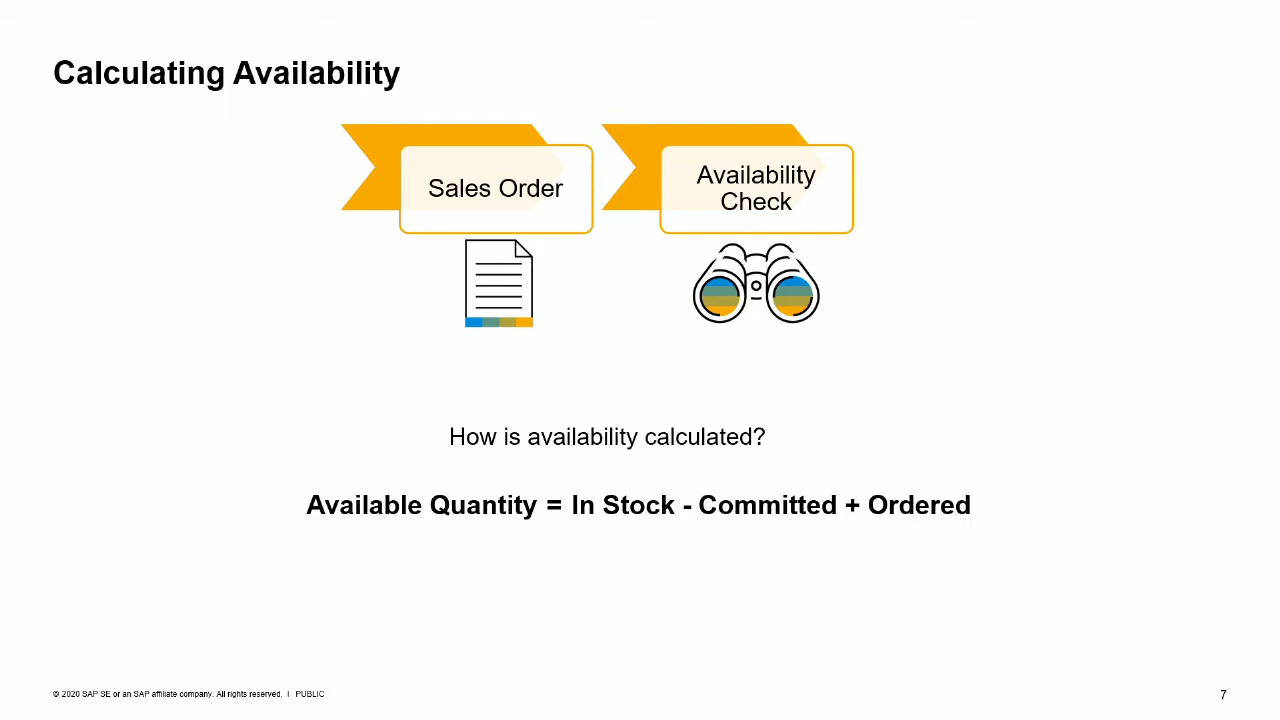 Calculating Availability
Sales Order
Availability
Check
How is availability calculated?
Available Quantity = In Stock - Committed + Ordered
© 2020 SAP SE or an SAP affiliate company. All rights reserved. I PUBLIC
7